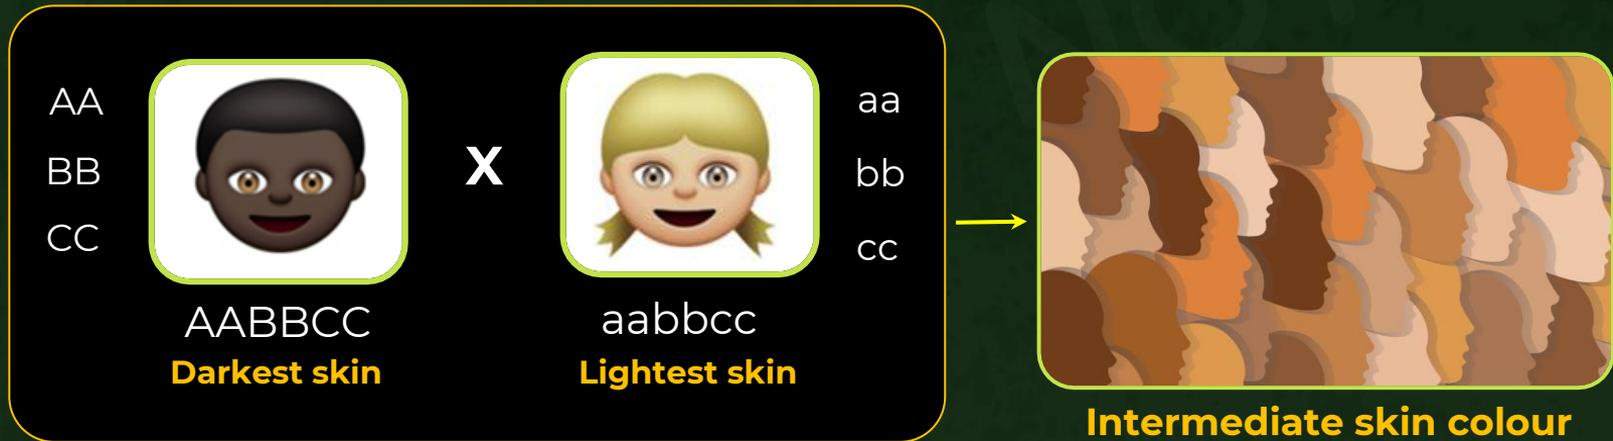 AA
BB
CC
X
aa
bb
cc
AABBCC
Darkest skin
aabbcc
Lightest skin
Intermediate skin colour